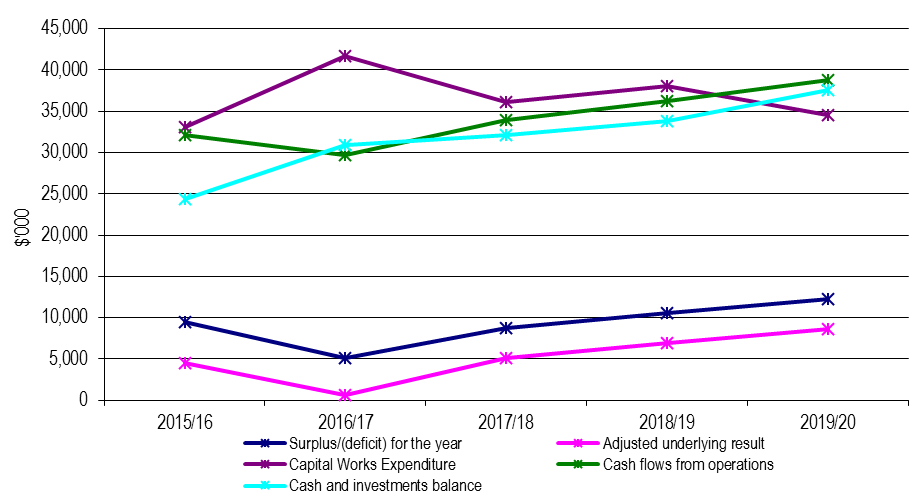 45,000
40,000
35,000
30,000
25,000
20,000
15,000
10,000
5,000
0
$'000
2015/16 2016/17 2017/18 2018/19 2019/20
Surplus/(deficit) for the year Adjusted underlying result
Capital Works Expenditure Cash flows from operations
Cash and investments balance